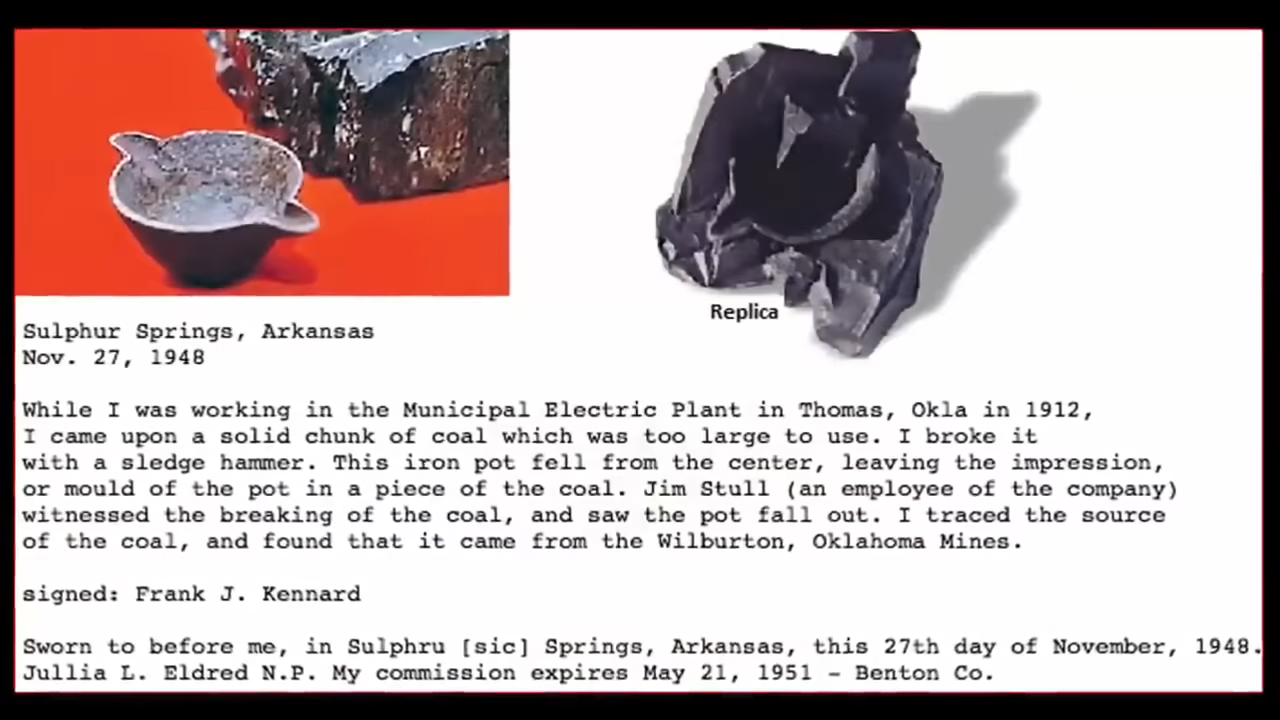 Replica
Sulphur Springs, Arkansas
Nov. 27, 1948
While I was working in the Municipal Electric Plant in Thomas, Okla in 1912,
I came upon a solid chunk of coal which was too large to use. I broke it
with a sledge hammer. This iron pot fell from the center, leaving the impression,
or mould of the pot in a piece of the coal. Jim Stull (an employee of the company)
witnessed the breaking of the coal, and saw the pot fall out. I traced the source
of the coal, and found that it came from the Wilburton, Oklahoma Mines.
signed: Frank J. Kennard
Sworn to before me, in Sulphru [sic] Springs, Arkansas, this 27th day of November, 1948.
Jullia L. Eldred N.P. My commission expires May 21, 1951 - Benton Co.